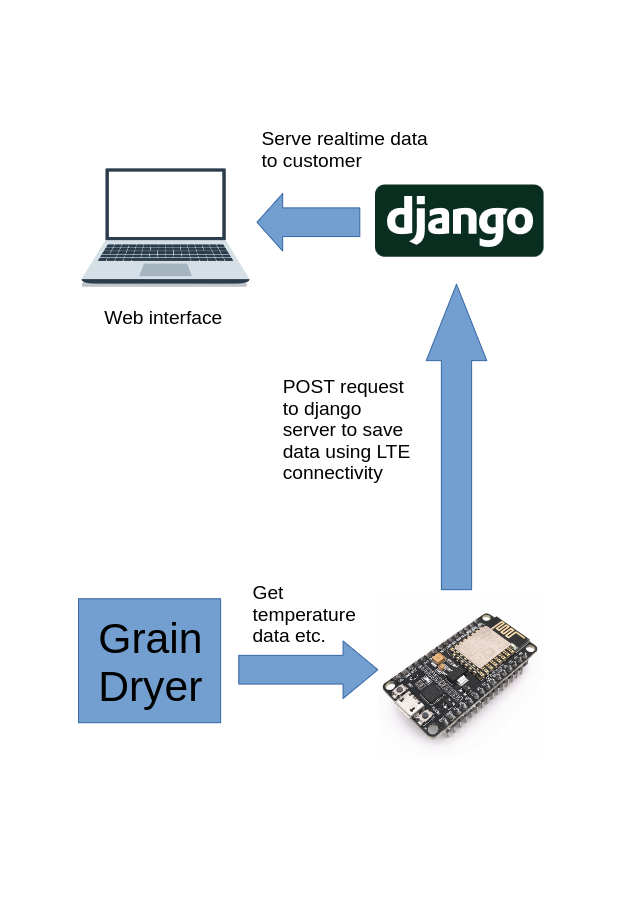 Serve realtime data
to customer
django
Web interface
POST request
to django
server to save
data using LTE
connectivity
Get
temperature
data etc.
Grain
Dryer